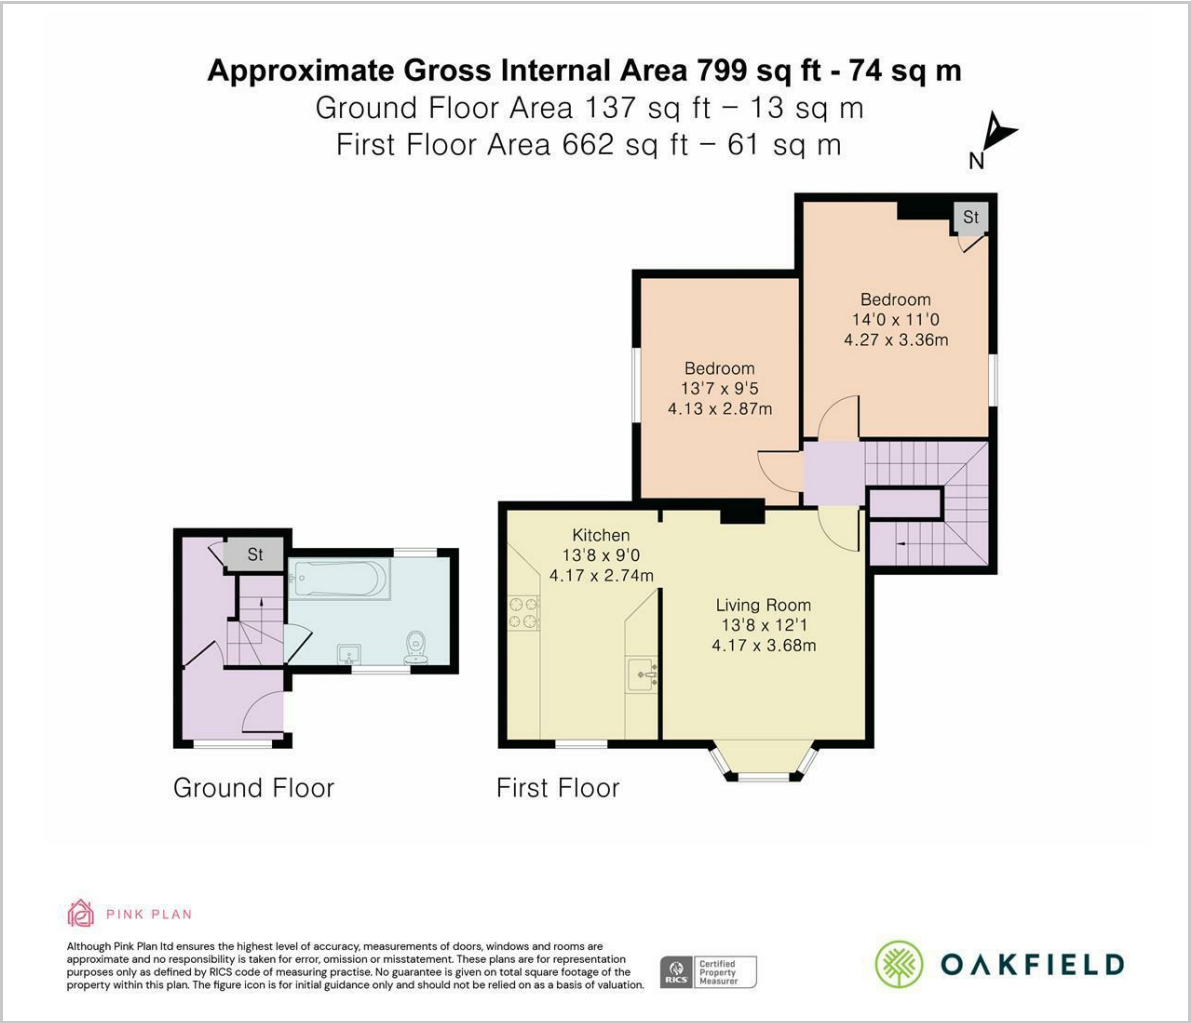 Approximate Gross Internal Area 799 sq ft - 74 sq m
Ground Floor Area 137 sq ft – 13 sq m
First Floor Area 662 sq ft – 61 sq m
N
St
Bedroom
14'0 x 11'0
4.27 x 3.36m
Bedroom
13'7 x 9'5
4.13 x 2.87m
Kitchen
13'8 x 9'0
4.17 x 2.74m
St
Living Room
13'8 x 12'1
4.17 x 3.68m
Ground Floor
First Floor
PINK PLAN
Although Pink Plan ltd ensures the highest level of accuracy, measurements of doors, windows and rooms are
approximate and no responsibility is taken for error, omission or misstatement. These plans are for representation
purposes only as defined by RICS code of measuring practise. No guarantee is given on total square footage of the
property within this plan. The figure icon is for initial guidance only and should not be relied on as a basis of valuation.
RICS
Certified
Property
Measurer
OAKFIELD